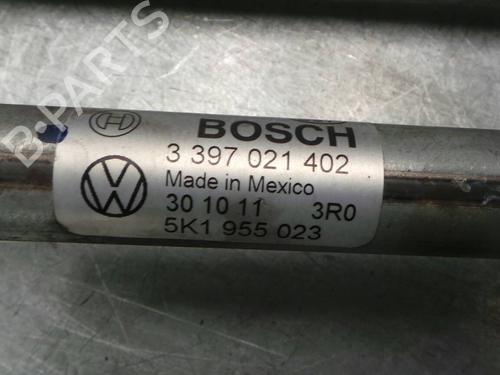 BOSCH
3 397 021 402
Made in Mexico
30 10 11 3R0
5K1 955 023
B-PARTS